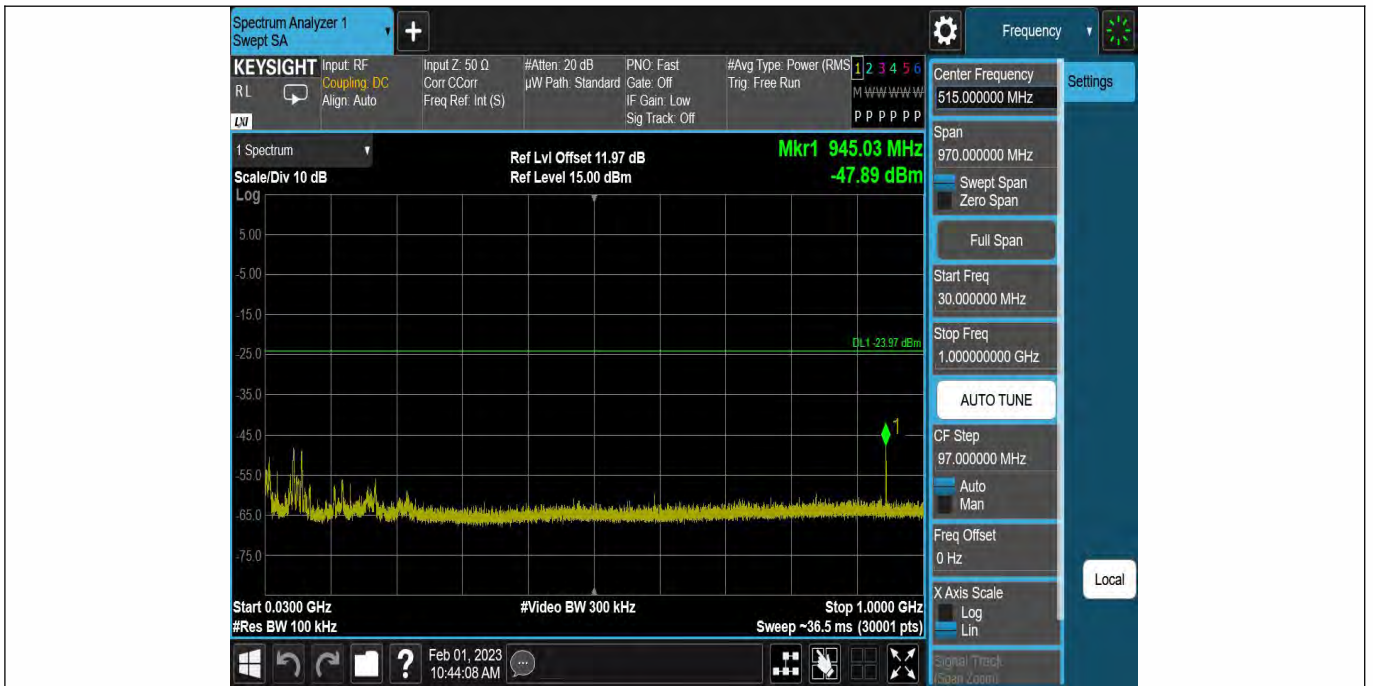 Spectrum Analyzer 1
Swept SA
Frequency
KEYSIGHT
RL
LXI
Input: RF
Coupling: DC
Align: Auto
Input Z: 50 Ω
Corr CCorr
Freq Ref: Int (S)
#Atten: 20 dB
µW Path: Standard
PNO: Fast
Gate: Off
IF Gain: Low
Sig Track: Off
#Avg Type: Power (RMS
Trig: Free Run
1 2 3 4 5 6
M W W W W W
P P P P P P
1 Spectrum
Scale/Div 10 dB
Log
Ref Lvl Offset 11.97 dB
Ref Level 15.00 dBm
Mkr1 945.03 MHz
-47.89 dBm
5.00
-5.00
-15.0
DL1 -23.97 dBm
-25.0
-35.0
-45.0
1
-55.0
-65.0
-75.0
Start 0.0300 GHz
#Res BW 100 kHz
#Video BW 300 kHz
Stop 1.0000 GHz
Sweep ~36.5 ms (30001 pts)
?
Feb 01, 2023
10:44:08 AM
Center Frequency
515.000000 MHz
Span
970.000000 MHz
Swept Span
Zero Span
Full Span
Start Freq
30.000000 MHz
Stop Freq
1.000000000 GHz
AUTO TUNE
CF Step
97.000000 MHz
Auto
Man
Freq Offset
0 Hz
X Axis Scale
Log
Lin
Signal Track
(Span Zoom)
Settings
Local